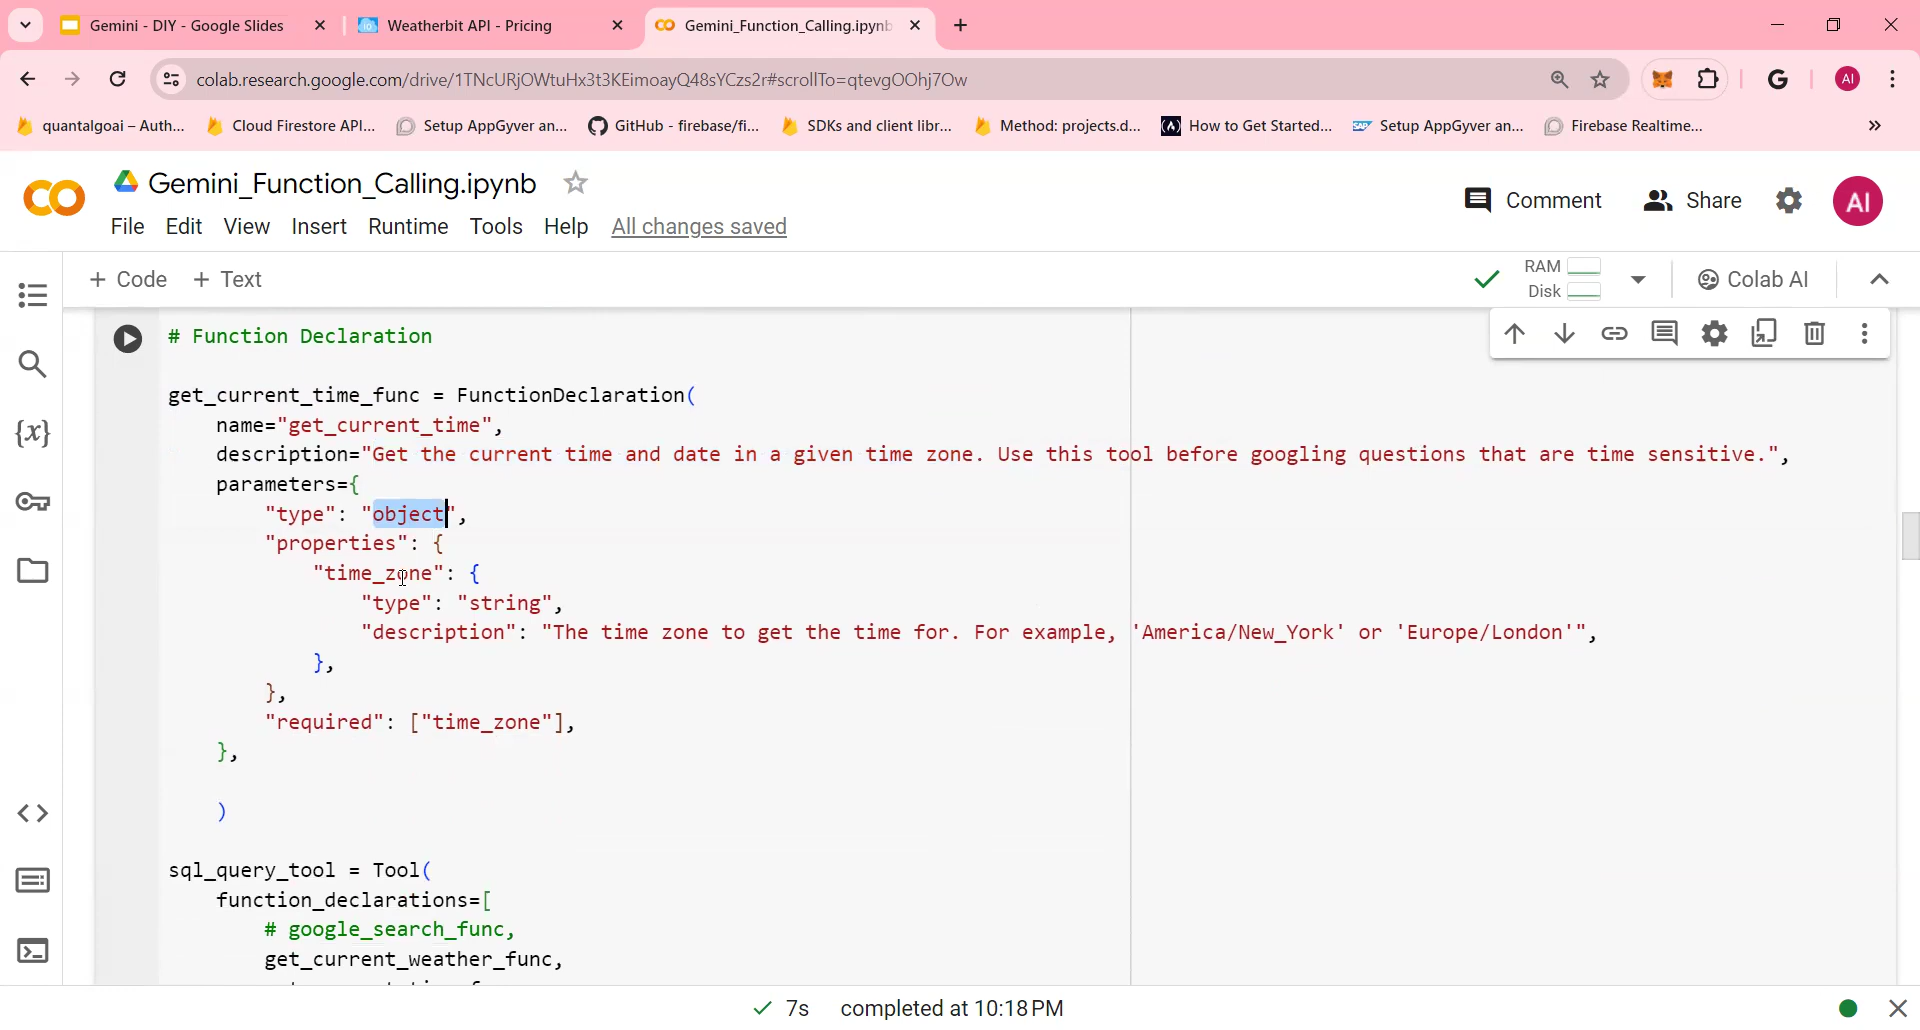 Gemini - DIY - Google Slides
Weatherbit API - Pricing
Gemini_Function_Calling.ipynb
colab.research.google.com/drive/1TNcURjOWtuHx3t3KEimoayQ48sYCzs2r#scrollTo=qtevgOOhj7Ow
AI
quantalgoai – Auth...
Cloud Firestore API...
Setup AppGyver an...
GitHub - firebase/fi...
SDKs and client libr...
Method: projects.d...
How to Get Started...
Setup AppGyver an...
Firebase Realtime...
Gemini_Function_Calling.ipynb
Comment
Share
AI
File Edit View Insert Runtime Tools Help All changes saved
+ Code + Text
RAM
Disk
Colab AI
# Function Declaration
get_current_time_func = FunctionDeclaration(
name="get_current_time",
description="Get the current time and date in a given time zone. Use this tool before googling questions that are time sensitive.",
parameters={
"type": "object",
"properties": {
"time_zone": {
"type": "string",
"description": "The time zone to get the time for. For example, 'America/New_York' or 'Europe/London'",
},
},
"required": ["time_zone"],
},
)
sql_query_tool = Tool(
function_declarations=[
# google_search_func,
get_current_weather_func,
7s completed at 10:18 PM